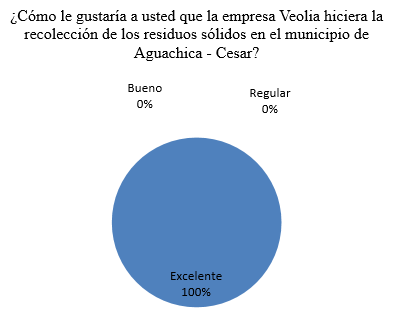 ¿Cómo le gustaría a usted que la empresa Veolia hiciera la
recolección de los residuos sólidos en el municipio de
Aguachica - Cesar?
Bueno
0%
Regular
0%
Excelente
100%